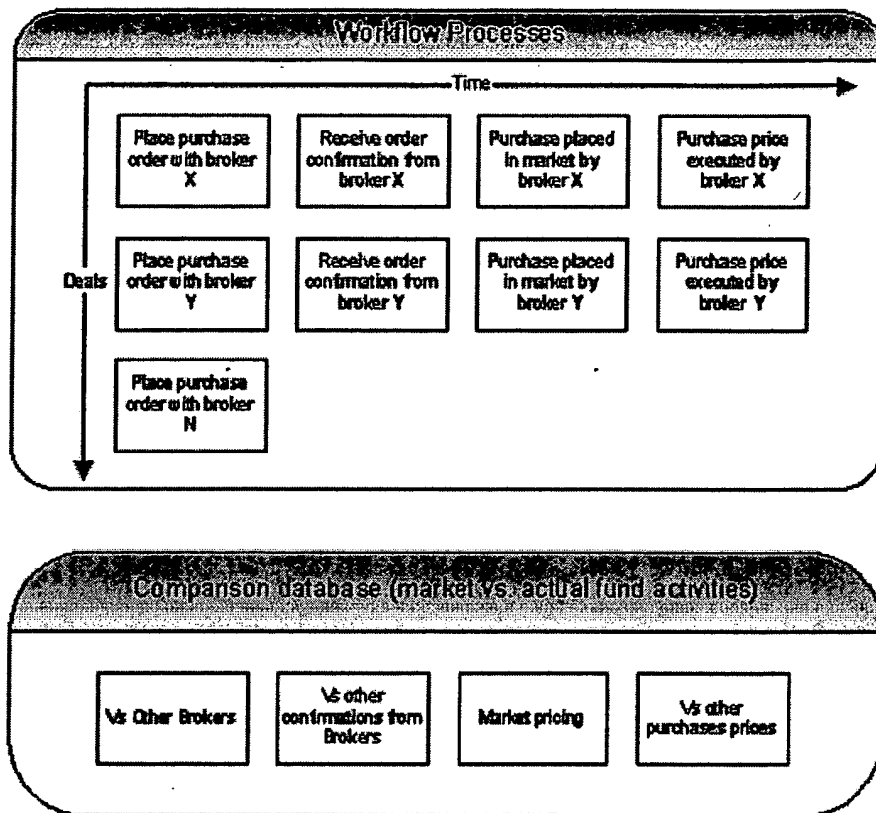 Workflow Processes
Time
Place purchase
order with broker
X
Receive order
confirmation from
broker X
Purchase placed
in market by
broker X
Purchase price
executed by
broker X
Deals
Place purchase
order with broker
Y
Receive order
confirmation from
broker Y
Purchase placed
in market by
broker Y
Purchase price
executed by
broker Y
Place purchase
order with broker
N
Comparison database (market vs. actual fund activities)
Vs Other Brokers
Vs other
confirmations from
Brokers
Market pricing
Vs other
purchases prices